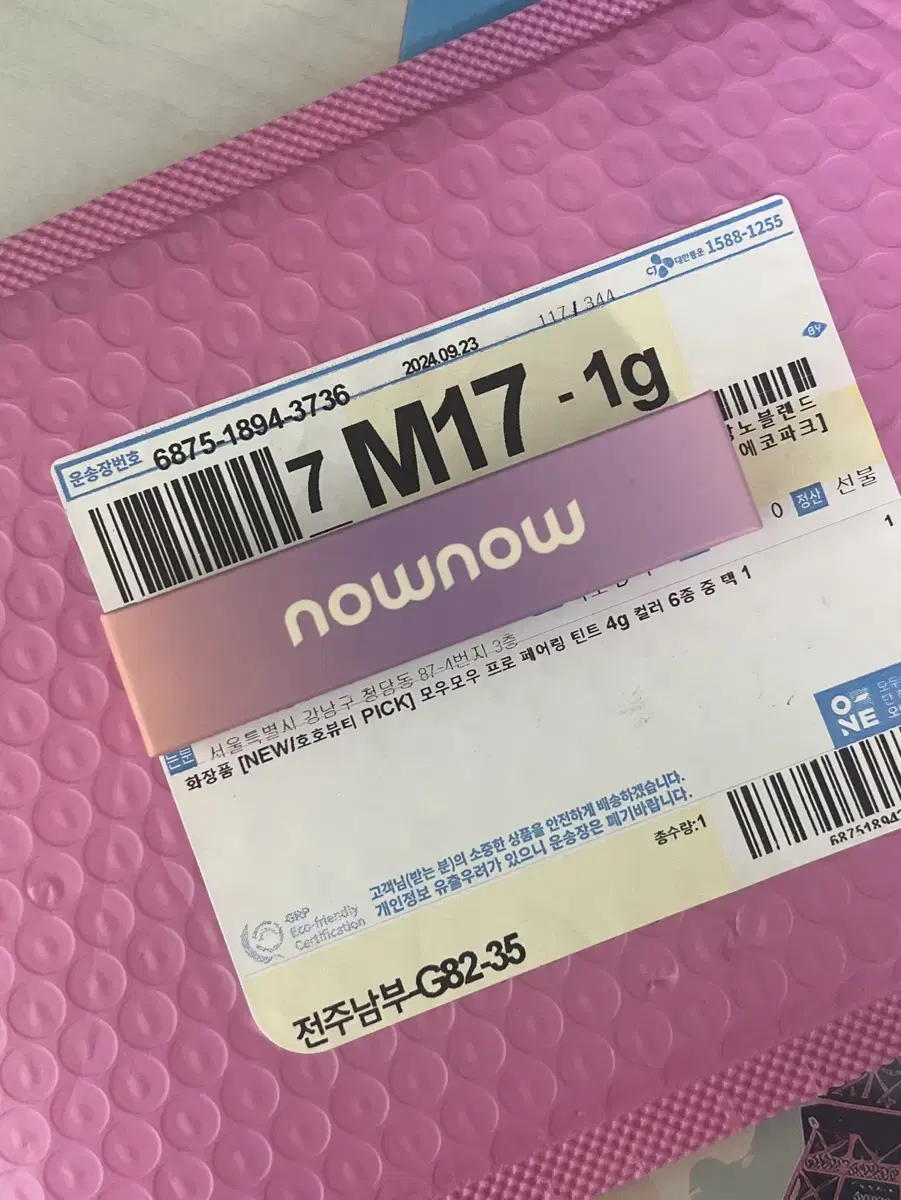 CJ대한통운 1588-1255
운송장번호 6875-1894-3736 2024.09.23 117 / 344
BY
7 M17 - 1g
노블랜드
에코파크]
0 정산 선불
nownow
1
서울특별시 강남구 청담동 87-4번지 3층
화장품 [NEW/호호뷰티 PICK] 모우모우 프로 페어링 틴트 4g 컬러 6종 중 택 1
ONE
고객님(받는 분)의 소중한 상품을 안전하게 배송하겠습니다.
개인정보 유출우려가 있으니 운송장은 폐기바랍니다.
총수량:1
GRP
Eco-friendly
Certification
전주남부-G82-35